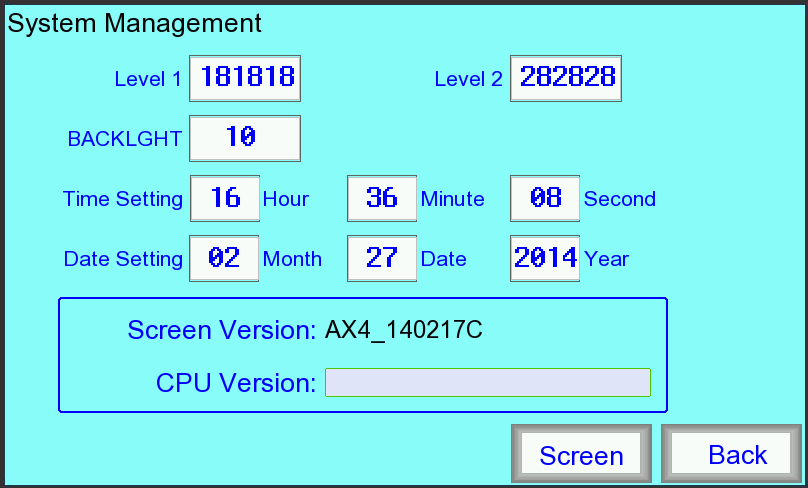 System Management
Level 1 181818 Level 2 282828
BACKLGHT 10
Time Setting 16 Hour 36 Minute 08 Second
Date Setting 02 Month 27 Date 2014 Year
Screen Version: AX4_140217C
CPU Version:
Screen Back